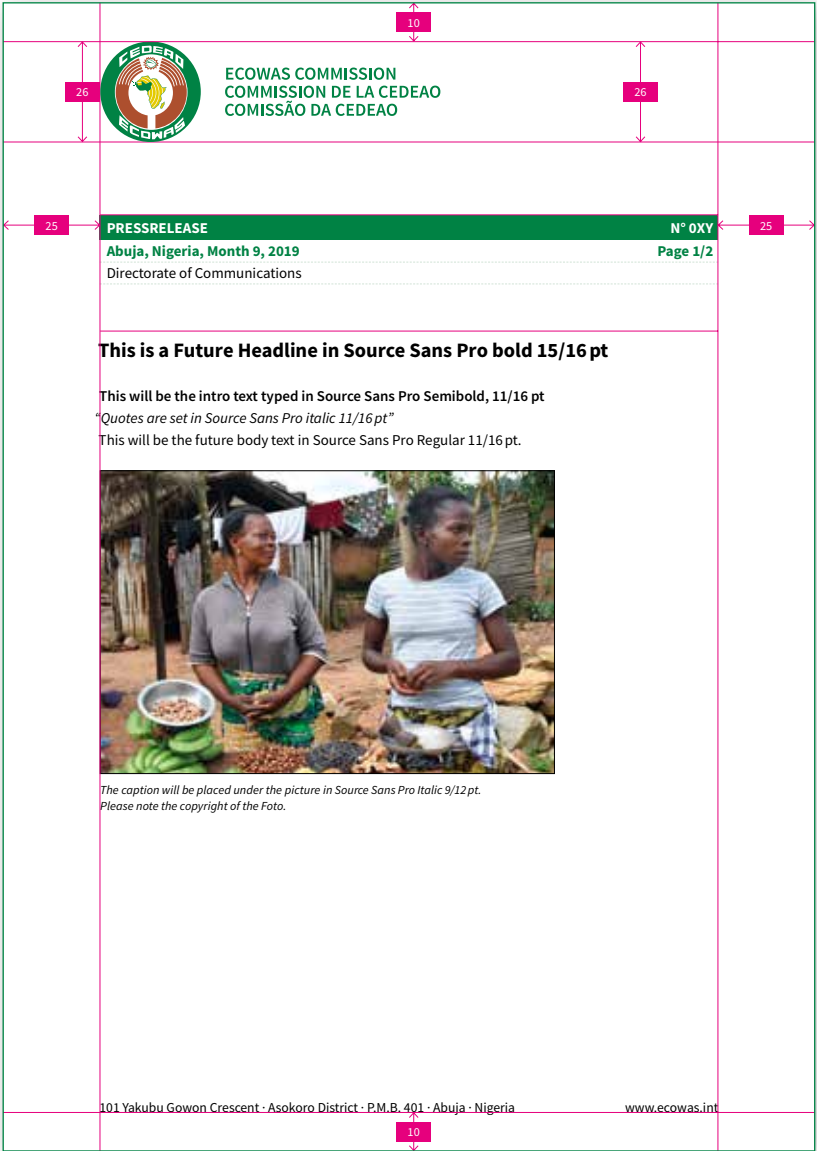 10
26
26
CEDEAO
ECOWAS
ECOWAS COMMISSION
COMMISSION DE LA CEDEAO
COMISSÃO DA CEDEAO
25
25
PRESSRELEASE N° 0XY
Abuja, Nigeria, Month 9, 2019 Page 1/2
Directorate of Communications
This is a Future Headline in Source Sans Pro bold 15/16 pt
This will be the intro text typed in Source Sans Pro Semibold, 11/16 pt
“Quotes are set in Source Sans Pro italic 11/16 pt”
This will be the future body text in Source Sans Pro Regular 11/16 pt.
The caption will be placed under the picture in Source Sans Pro Italic 9/12 pt.
Please note the copyright of the Foto.
101 Yakubu Gowon Crescent · Asokoro District · P.M.B. 401 · Abuja · Nigeria www.ecowas.int
10